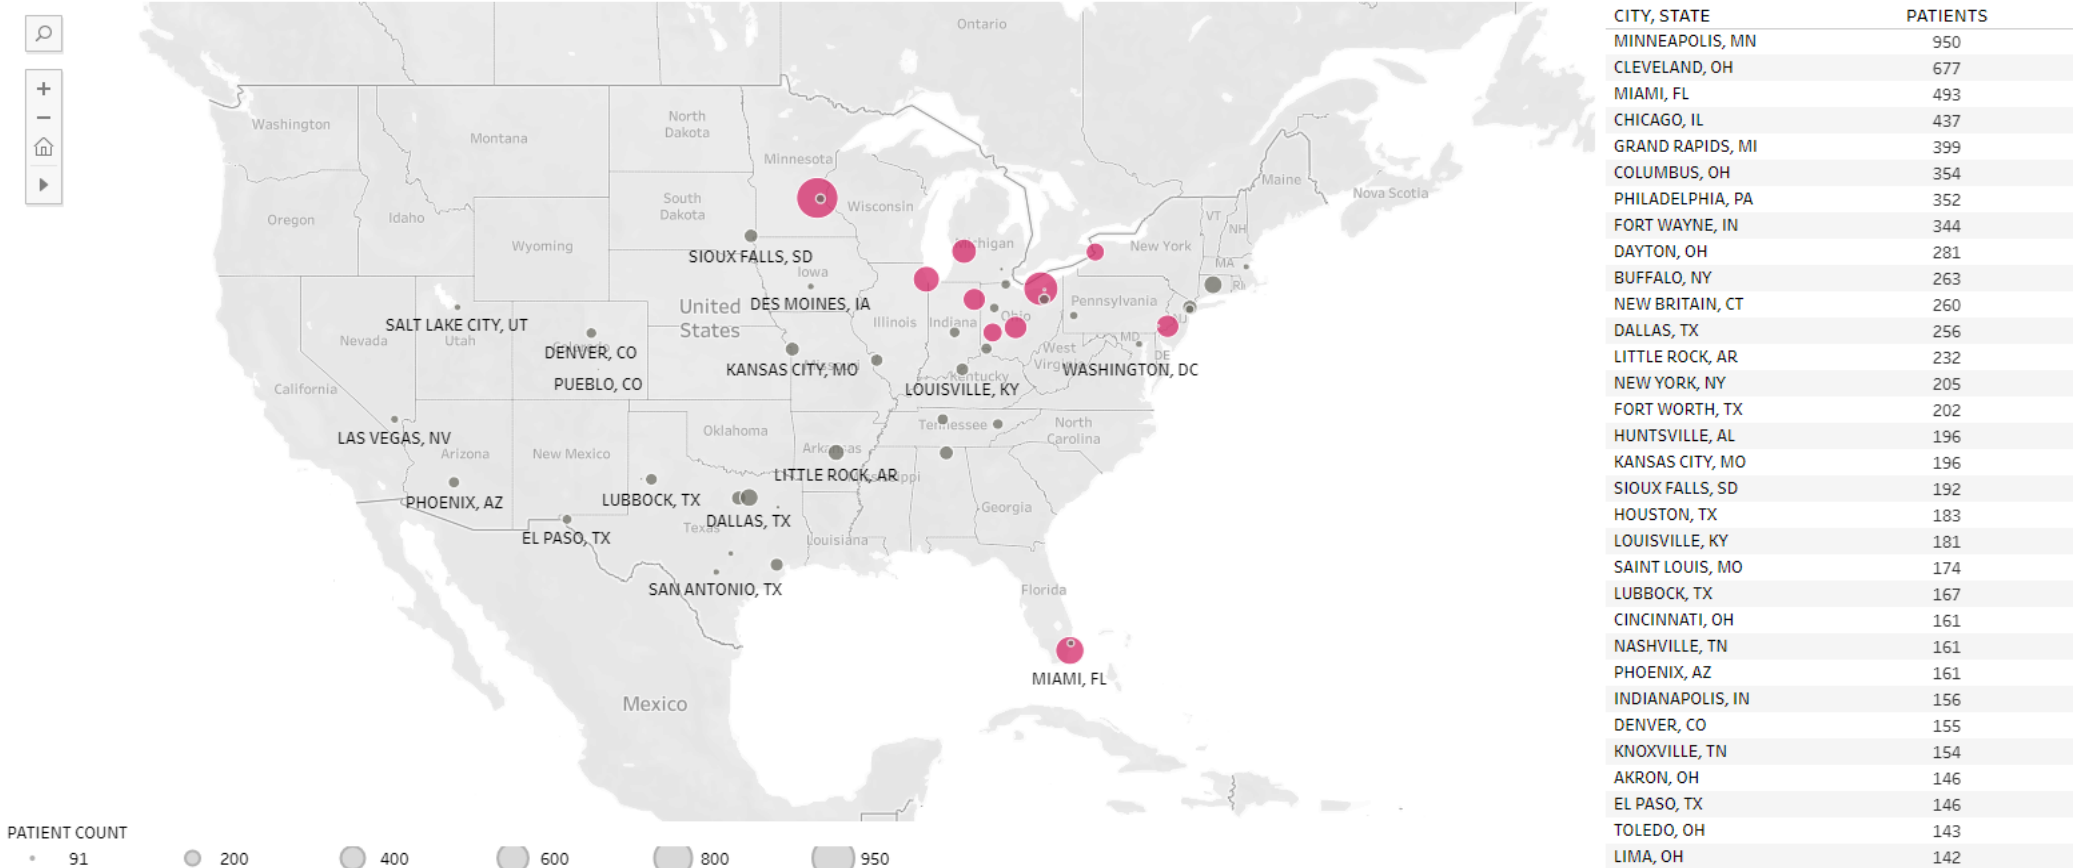 Ontario
Washington
North
Dakota
Montana
Minnesota
Maine
Nova Scotia
Oregon
Idaho
South
Dakota
Wisconsin
VT
NH
Wyoming
Michigan
New York
SIOUX FALLS, SD
MA
Iowa
RI
DES MOINES, IA
United
States
Pennsylvania
SALT LAKE CITY, UT
Illinois
Indiana
Ohio
NJ
Nevada
Utah
Colorado
DENVER, CO
MD
DE
West
Virginia
KANSAS CITY, MO
Missouri
WASHINGTON, DC
PUEBLO, CO
Kentucky
LOUISVILLE, KY
California
LAS VEGAS, NV
Oklahoma
Tennessee
North
Carolina
Arizona
New Mexico
Arkansas
LITTLE ROCK, AR
Mississippi
PHOENIX, AZ
LUBBOCK, TX
Georgia
DALLAS, TX
Texas
EL PASO, TX
Louisiana
SAN ANTONIO, TX
Florida
MIAMI, FL
Mexico
PATIENT COUNT
91 200 400 600 800 950
CITY, STATE PATIENTS
MINNEAPOLIS, MN 950
CLEVELAND, OH 677
MIAMI, FL 493
CHICAGO, IL 437
GRAND RAPIDS, MI 399
COLUMBUS, OH 354
PHILADELPHIA, PA 352
FORT WAYNE, IN 344
DAYTON, OH 281
BUFFALO, NY 263
NEW BRITAIN, CT 260
DALLAS, TX 256
LITTLE ROCK, AR 232
NEW YORK, NY 205
FORT WORTH, TX 202
HUNTSVILLE, AL 196
KANSAS CITY, MO 196
SIOUX FALLS, SD 192
HOUSTON, TX 183
LOUISVILLE, KY 181
SAINT LOUIS, MO 174
LUBBOCK, TX 167
CINCINNATI, OH 161
NASHVILLE, TN 161
PHOENIX, AZ 161
INDIANAPOLIS, IN 156
DENVER, CO 155
KNOXVILLE, TN 154
AKRON, OH 146
EL PASO, TX 146
TOLEDO, OH 143
LIMA, OH 142